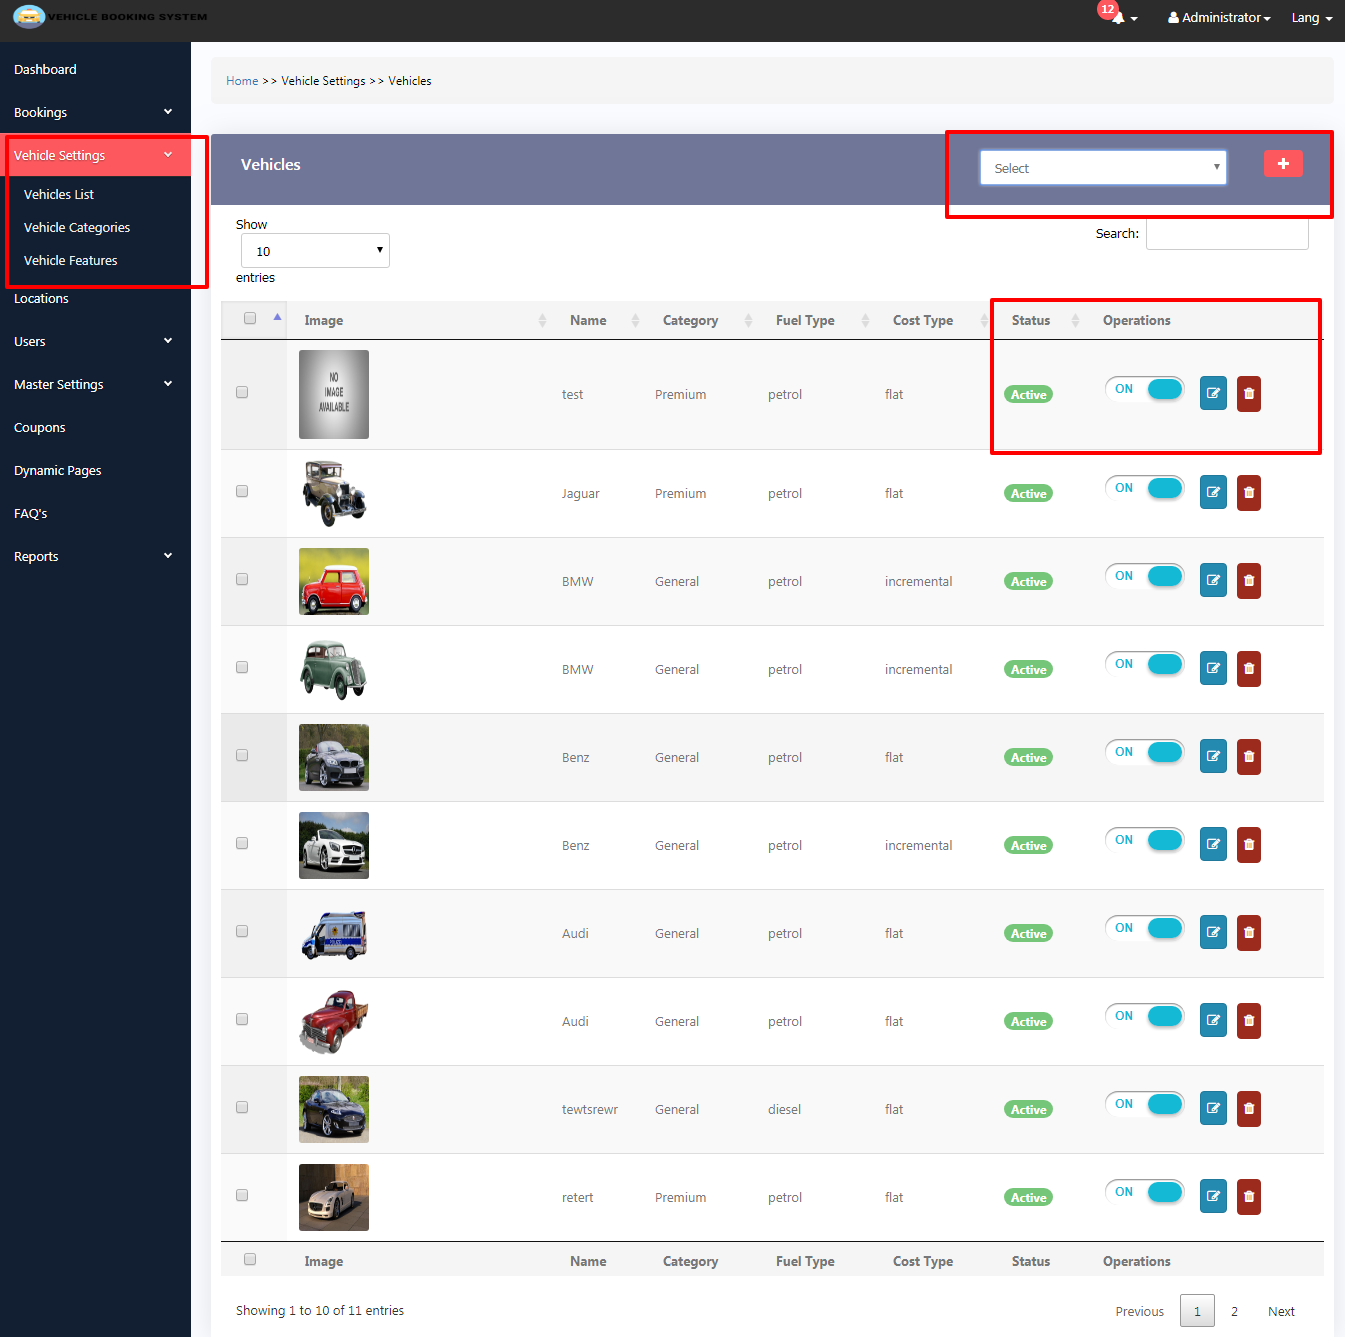 VEHICLE BOOKING SYSTEM
12
Administrator
Lang
Dashboard
Bookings
Vehicle Settings
Vehicles List
Vehicle Categories
Vehicle Features
Locations
Users
Master Settings
Coupons
Dynamic Pages
FAQ's
Reports
Home >> Vehicle Settings >> Vehicles
Vehicles
Select
Show
10
entries
Search:
Image Name Category Fuel Type Cost Type Status Operations
NO
IMAGE
AVAILABLE
test Premium petrol flat Active ON
Jaguar Premium petrol flat Active ON
BMW General petrol incremental Active ON
BMW General petrol incremental Active ON
Benz General petrol flat Active ON
Benz General petrol incremental Active ON
Audi General petrol flat Active ON
Audi General petrol flat Active ON
tewtsrewr General diesel flat Active ON
retert Premium petrol flat Active ON
Image Name Category Fuel Type Cost Type Status Operations
Showing 1 to 10 of 11 entries
Previous 1 2 Next